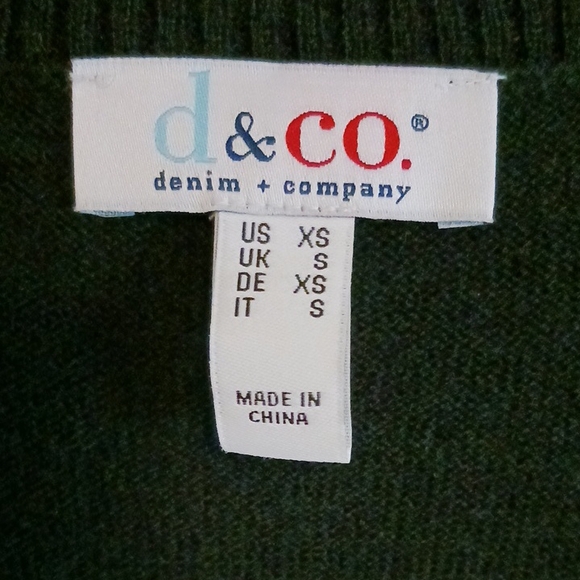 d&co.®
denim + company
US XS
UK S
DE XS
IT S
MADE IN
CHINA